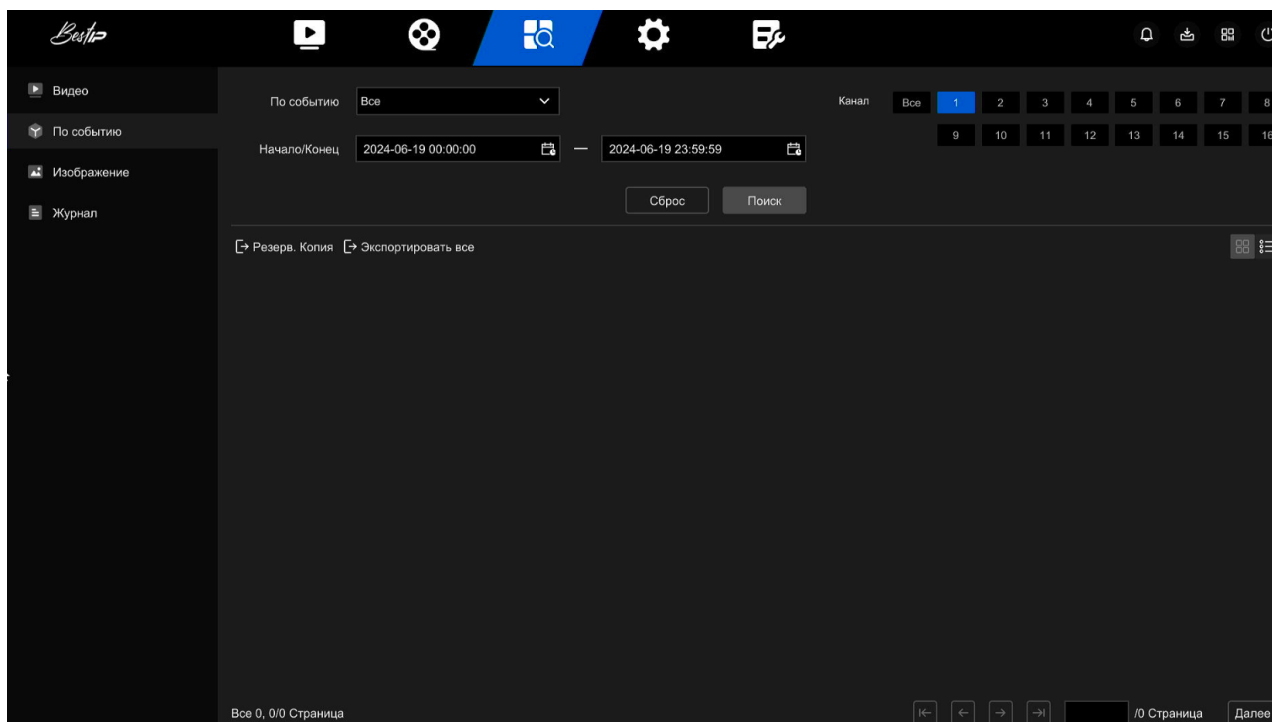 BestIP
Видео
По событию
Изображение
Журнал
По событию Все
Канал Все 1 2 3 4 5 6 7 8
9 10 11 12 13 14 15 16
Начало/Конец 2024-06-19 00:00:00 — 2024-06-19 23:59:59
Сброс Поиск
Резерв. Копия Экспортировать все
Все 0, 0/0 Страница
/0 Страница Далее